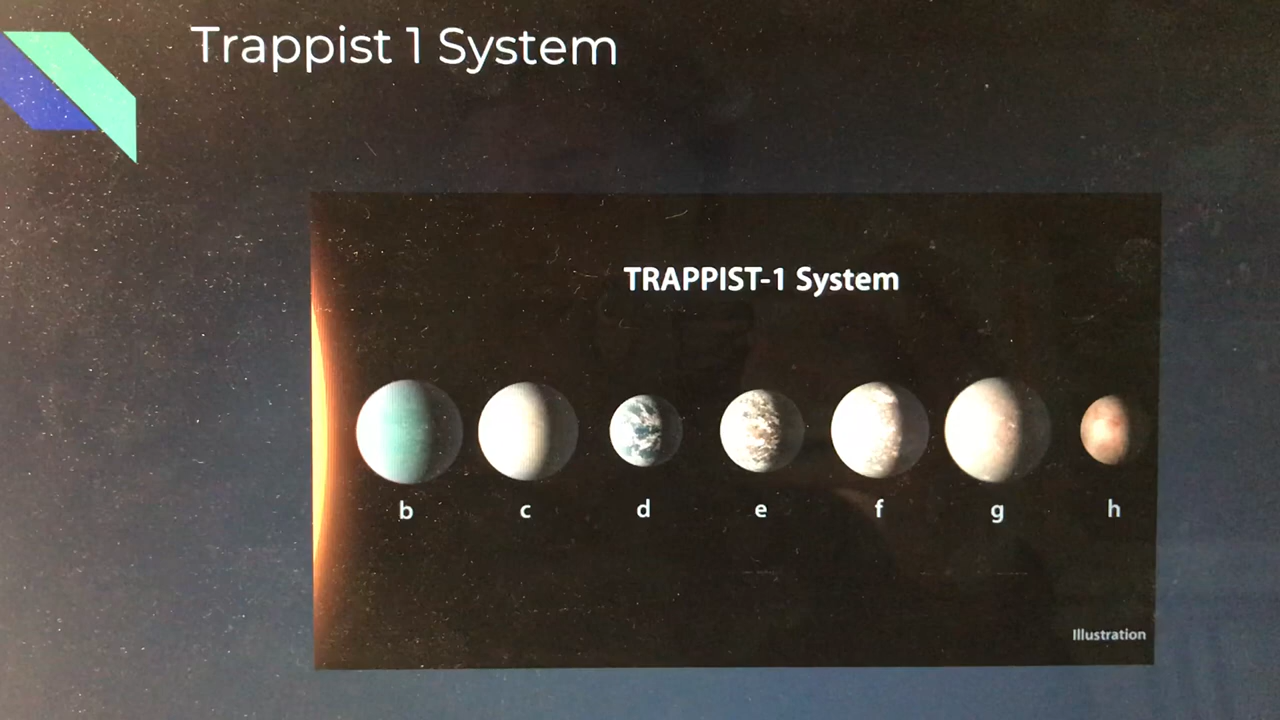 Trappist 1 System
TRAPPIST-1 System
b c d e f g h
Illustration